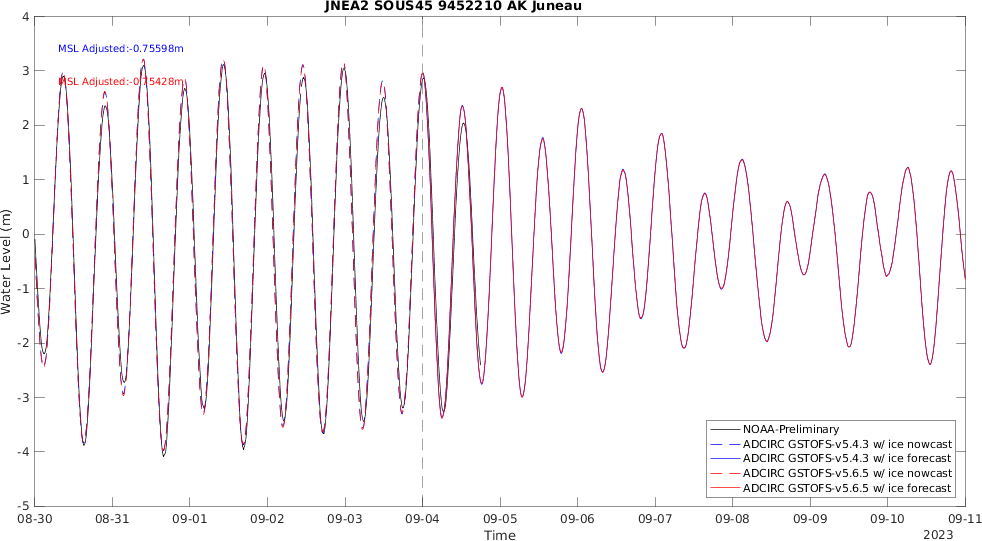 JNEA2 SOUS45 9452210 AK Juneau
MSL Adjusted:-0.75598m
MSL Adjusted:-0.75428m
Water Level (m)
4
3
2
1
0
-1
-2
-3
-4
-5
08-30 08-31 09-01 09-02 09-03 09-04 09-05 09-06 09-07 09-08 09-09 09-10 09-11
Time
2023
NOAA-Preliminary
ADCIRC GSTOFS-v5.4.3 w/ ice nowcast
ADCIRC GSTOFS-v5.4.3 w/ ice forecast
ADCIRC GSTOFS-v5.6.5 w/ ice nowcast
ADCIRC GSTOFS-v5.6.5 w/ ice forecast